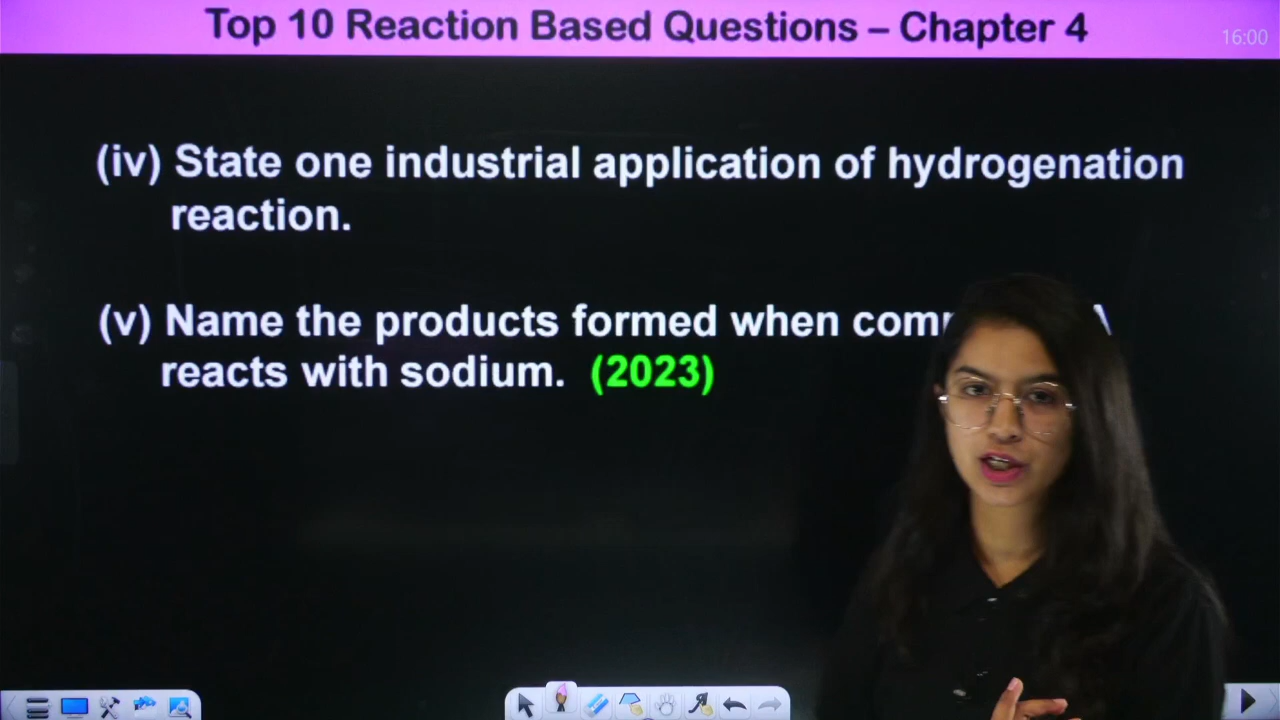 Top 10 Reaction Based Questions – Chapter 4
16:00
(iv) State one industrial application of hydrogenation
reaction.
(v) Name the products formed when
reacts with sodium. (2023)